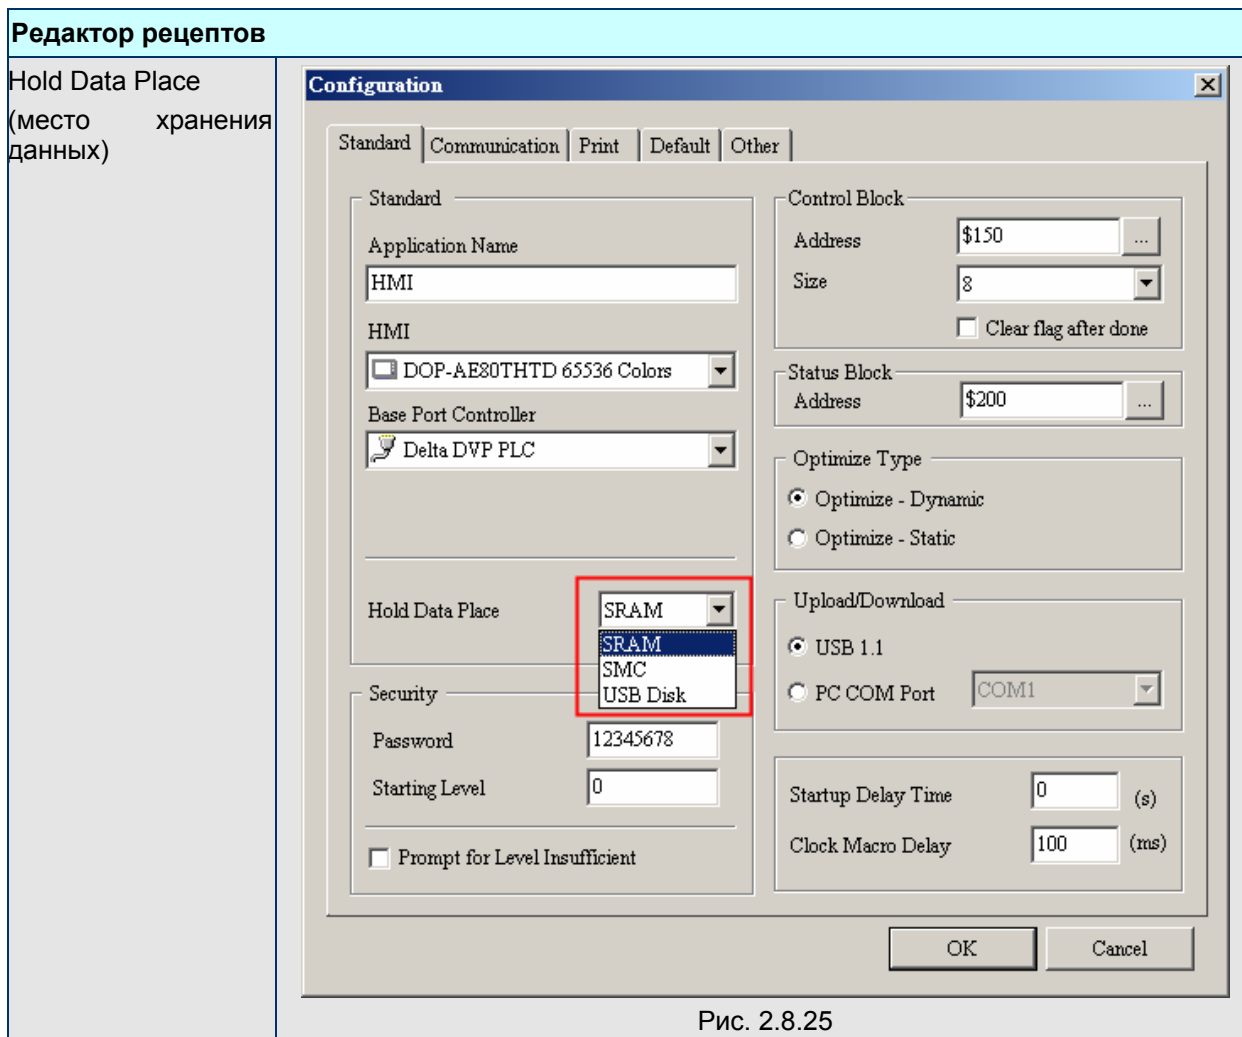 Редактор рецептов
Hold Data Place
(место хранения
данных)
Configuration
Standard Communication Print Default Other
Standard
Application Name
HMI
HMI
DOP-AE80THTD 65536 Colors
Base Port Controller
Delta DVP PLC
Hold Data Place SRAM
SRAM
SMC
USB Disk
Security
Password 12345678
Starting Level 0
Prompt for Level Insufficient
Control Block
Address $150 ...
Size 8
Clear flag after done
Status Block
Address $200 ...
Optimize Type
Optimize - Dynamic
Optimize - Static
Upload/Download
USB 1.1
PC COM Port COM1
Startup Delay Time 0 (s)
Clock Macro Delay 100 (ms)
OK Cancel
Рис. 2.8.25